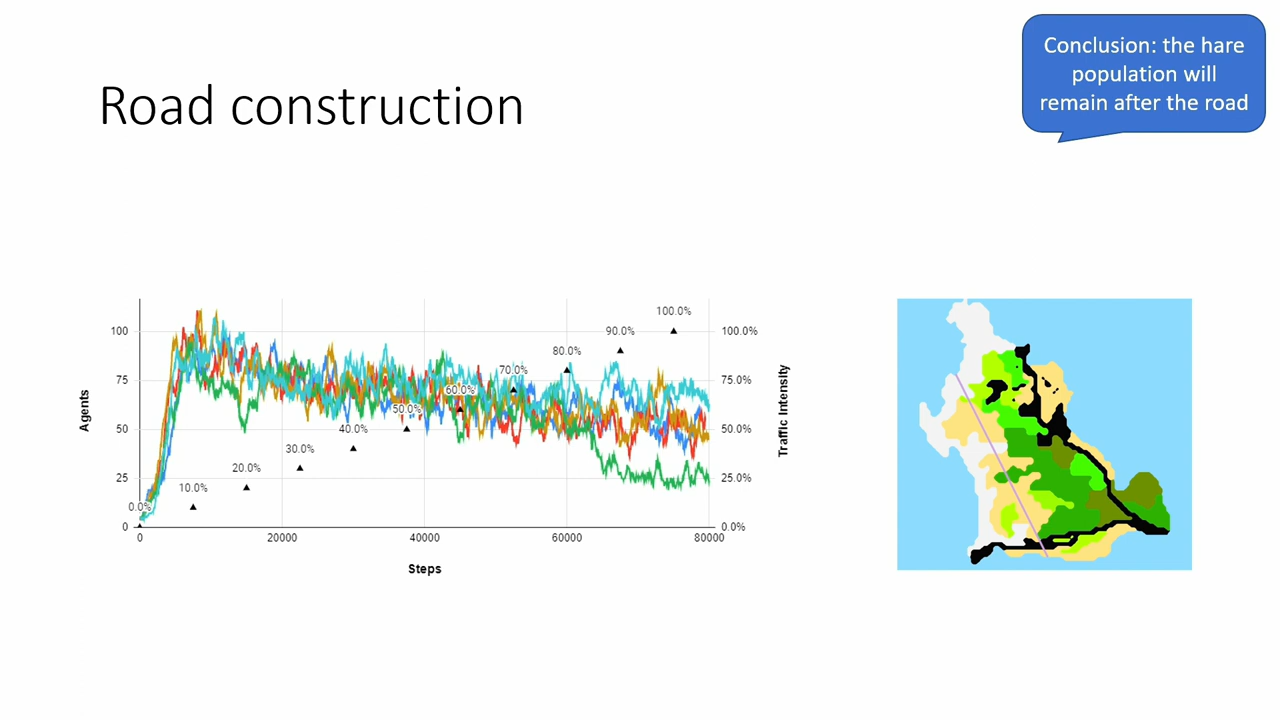 Conclusion: the hare
population will
remain after the road
Road construction
100.0%
90.0%
100 100.0%
80.0%
70.0%
75 75.0%
60.0%
50.0%
Agents
Traffic Intensity
50 50.0%
40.0%
30.0%
20.0%
25 25.0%
10.0%
0.0%
0 0.0%
0 20000 40000 60000 80000
Steps